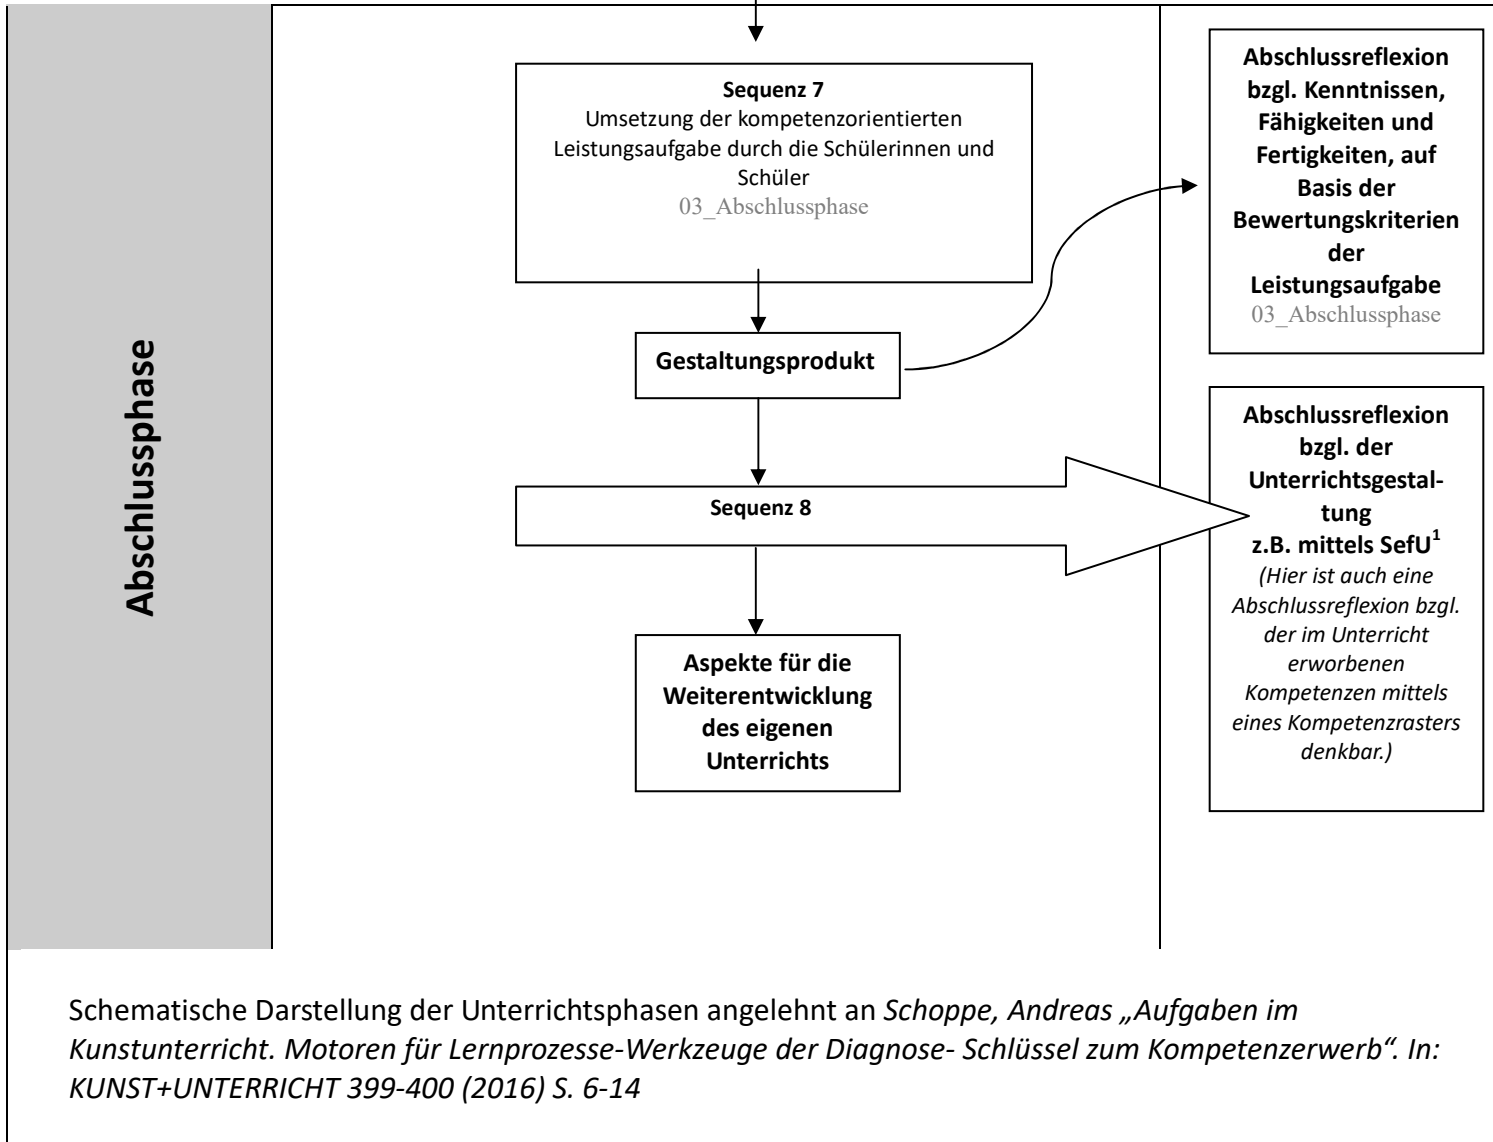 Abschlussphase
Sequenz 7
Umsetzung der kompetenzorientierten
Leistungsaufgabe durch die Schülerinnen und
Schüler
03_Abschlussphase
Gestaltungsprodukt
Sequenz 8
Aspekte für die
Weiterentwicklung
des eigenen
Unterrichts
Abschlussreflexion
bzgl. Kenntnissen,
Fähigkeiten und
Fertigkeiten, auf
Basis der
Bewertungskriterien
der
Leistungsaufgabe
03_Abschlussphase
Abschlussreflexion
bzgl. der
Unterrichtsgestal-
tung
z.B. mittels SefU¹
(Hier ist auch eine
Abschlussreflexion bzgl.
der im Unterricht
erworbenen
Kompetenzen mittels
eines Kompetenzrasters
denkbar.)
Schematische Darstellung der Unterrichtsphasen angelehnt an Schoppe, Andreas „Aufgaben im
Kunstunterricht. Motoren für Lernprozesse-Werkzeuge der Diagnose- Schlüssel zum Kompetenzerwerb“. In:
KUNST+UNTERRICHT 399-400 (2016) S. 6-14